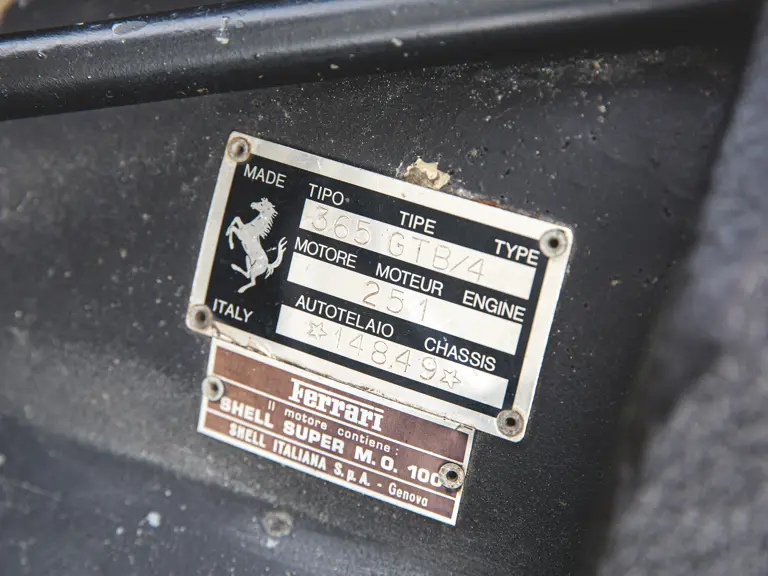 MADE
ITALY
TIPO TIPE TYPE
365 GTB/4
MOTORE MOTEUR ENGINE
251
AUTOTELAIO CHASSIS
☆14849☆
Ferrari
il motore contiene:
SHELL SUPER M.O. 100
SHELL ITALIANA S.p.A. - Genova